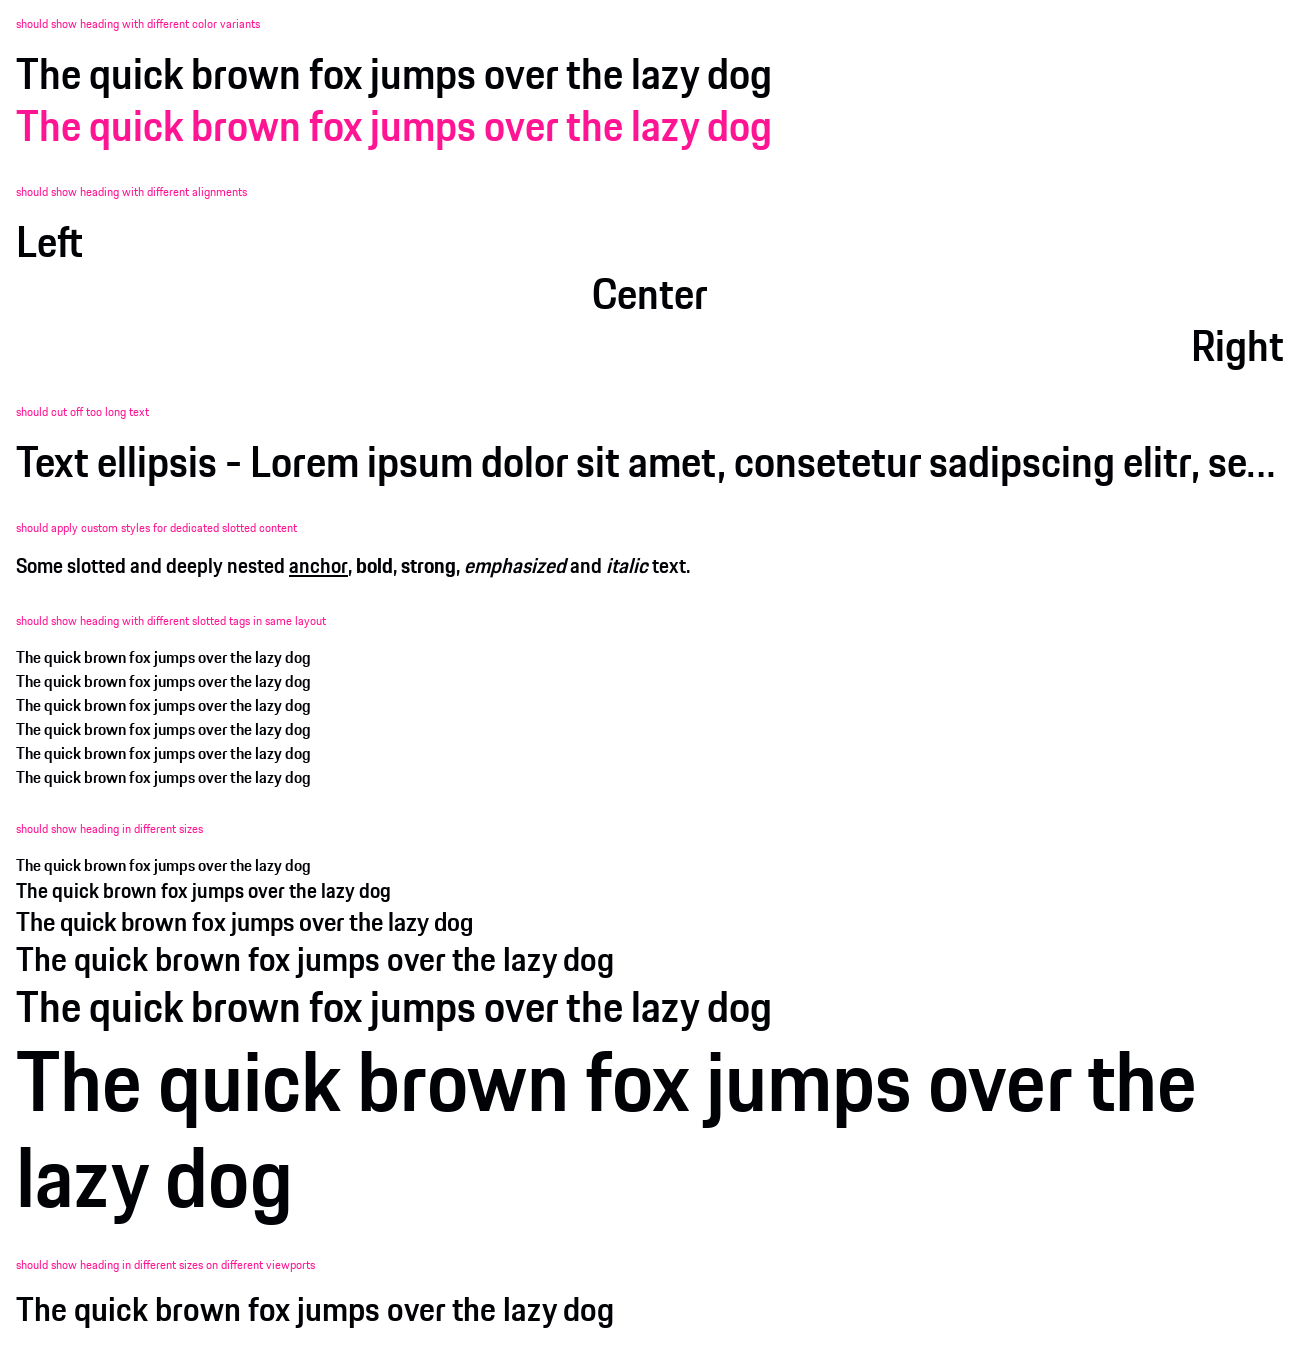 should show heading with different color variants
The quick brown fox jumps over the lazy dog
The quick brown fox jumps over the lazy dog
should show heading with different alignments
Left
Center
Right
should cut off too long text
Text ellipsis - Lorem ipsum dolor sit amet, consetetur sadipscing elitr, se...
should apply custom styles for dedicated slotted content
Some slotted and deeply nested anchor, bold, strong, emphasized and italic text.
should show heading with different slotted tags in same layout
The quick brown fox jumps over the lazy dog
The quick brown fox jumps over the lazy dog
The quick brown fox jumps over the lazy dog
The quick brown fox jumps over the lazy dog
The quick brown fox jumps over the lazy dog
The quick brown fox jumps over the lazy dog
should show heading in different sizes
The quick brown fox jumps over the lazy dog
The quick brown fox jumps over the lazy dog
The quick brown fox jumps over the lazy dog
The quick brown fox jumps over the lazy dog
The quick brown fox jumps over the lazy dog
The quick brown fox jumps over the
lazy dog
should show heading in different sizes on different viewports
The quick brown fox jumps over the lazy dog